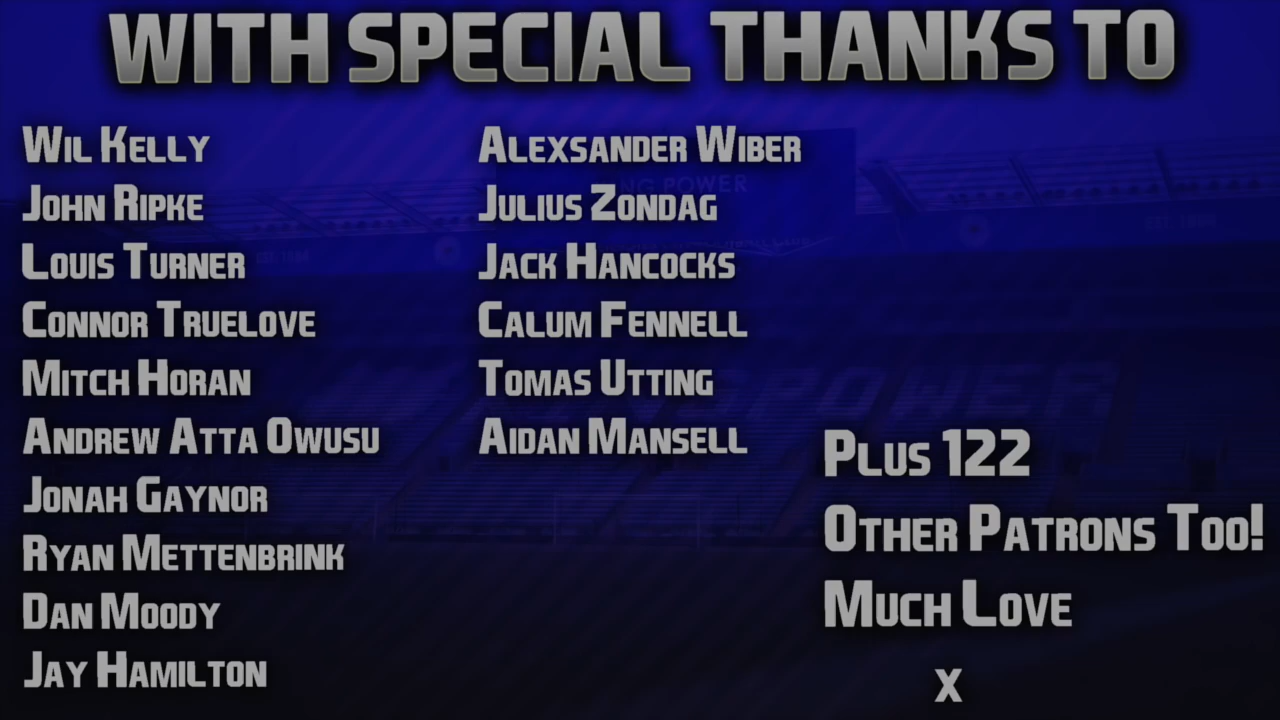 WITH SPECIAL THANKS TO
WIL KELLY
JOHN RIPKE
LOUIS TURNER
CONNOR TRUELOVE
MITCH HORAN
ANDREW ATTA OWUSU
JONAH GAYNOR
RYAN METTENBRINK
DAN MOODY
JAY HAMILTON
ALEXSANDER WIBER
JULIUS ZONDAG
JACK HANCOCKS
CALUM FENNELL
TOMAS UTTING
AIDAN MANSELL
PLUS 122
OTHER PATRONS TOO!
MUCH LOVE
X
KING POWER